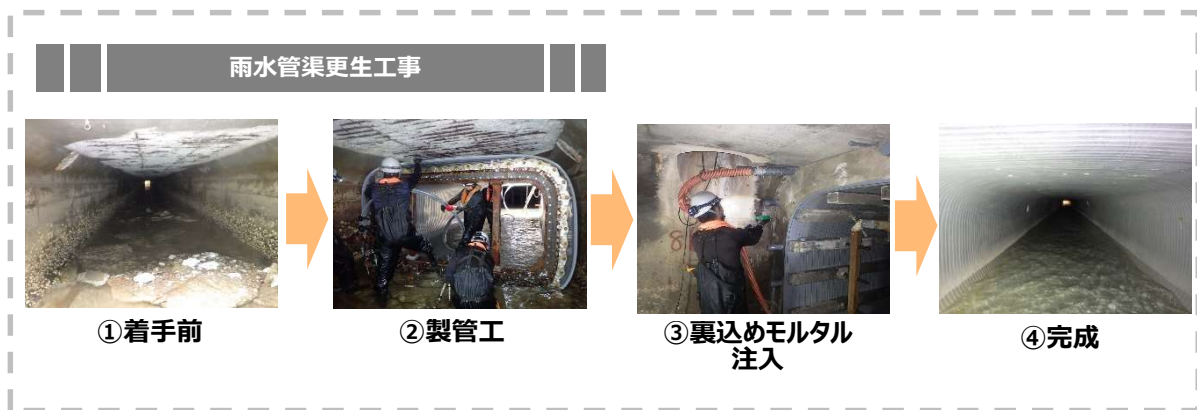 雨水管渠更生工事
①着手前
②製管工
③裏込めモルタル
注入
④完成